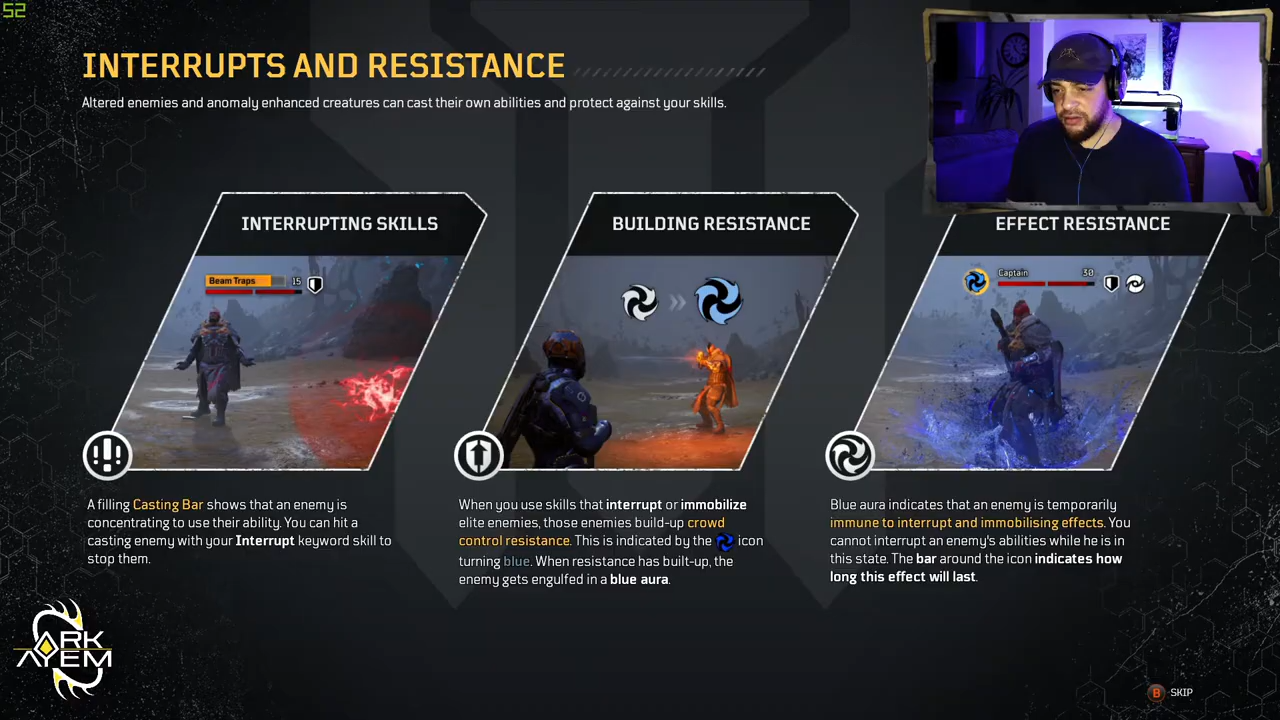 52
INTERRUPTS AND RESISTANCE
Altered enemies and anomaly enhanced creatures can cast their own abilities and protect against your skills.
INTERRUPTING SKILLS
Beam Traps 15
A filling Casting Bar shows that an enemy is
concentrating to use their ability. You can hit a
casting enemy with your Interrupt keyword skill to
stop them.
BUILDING RESISTANCE
When you use skills that interrupt or immobilize
elite enemies, those enemies build-up crowd
control resistance. This is indicated by the icon
turning blue. When resistance has built-up, the
enemy gets engulfed in a blue aura.
EFFECT RESISTANCE
Captain 30
Blue aura indicates that an enemy is temporarily
immune to interrupt and immobilising effects. You
cannot interrupt an enemy's abilities while he is in
this state. The bar around the icon indicates how
long this effect will last.
ARK
AYEM
B SKIP